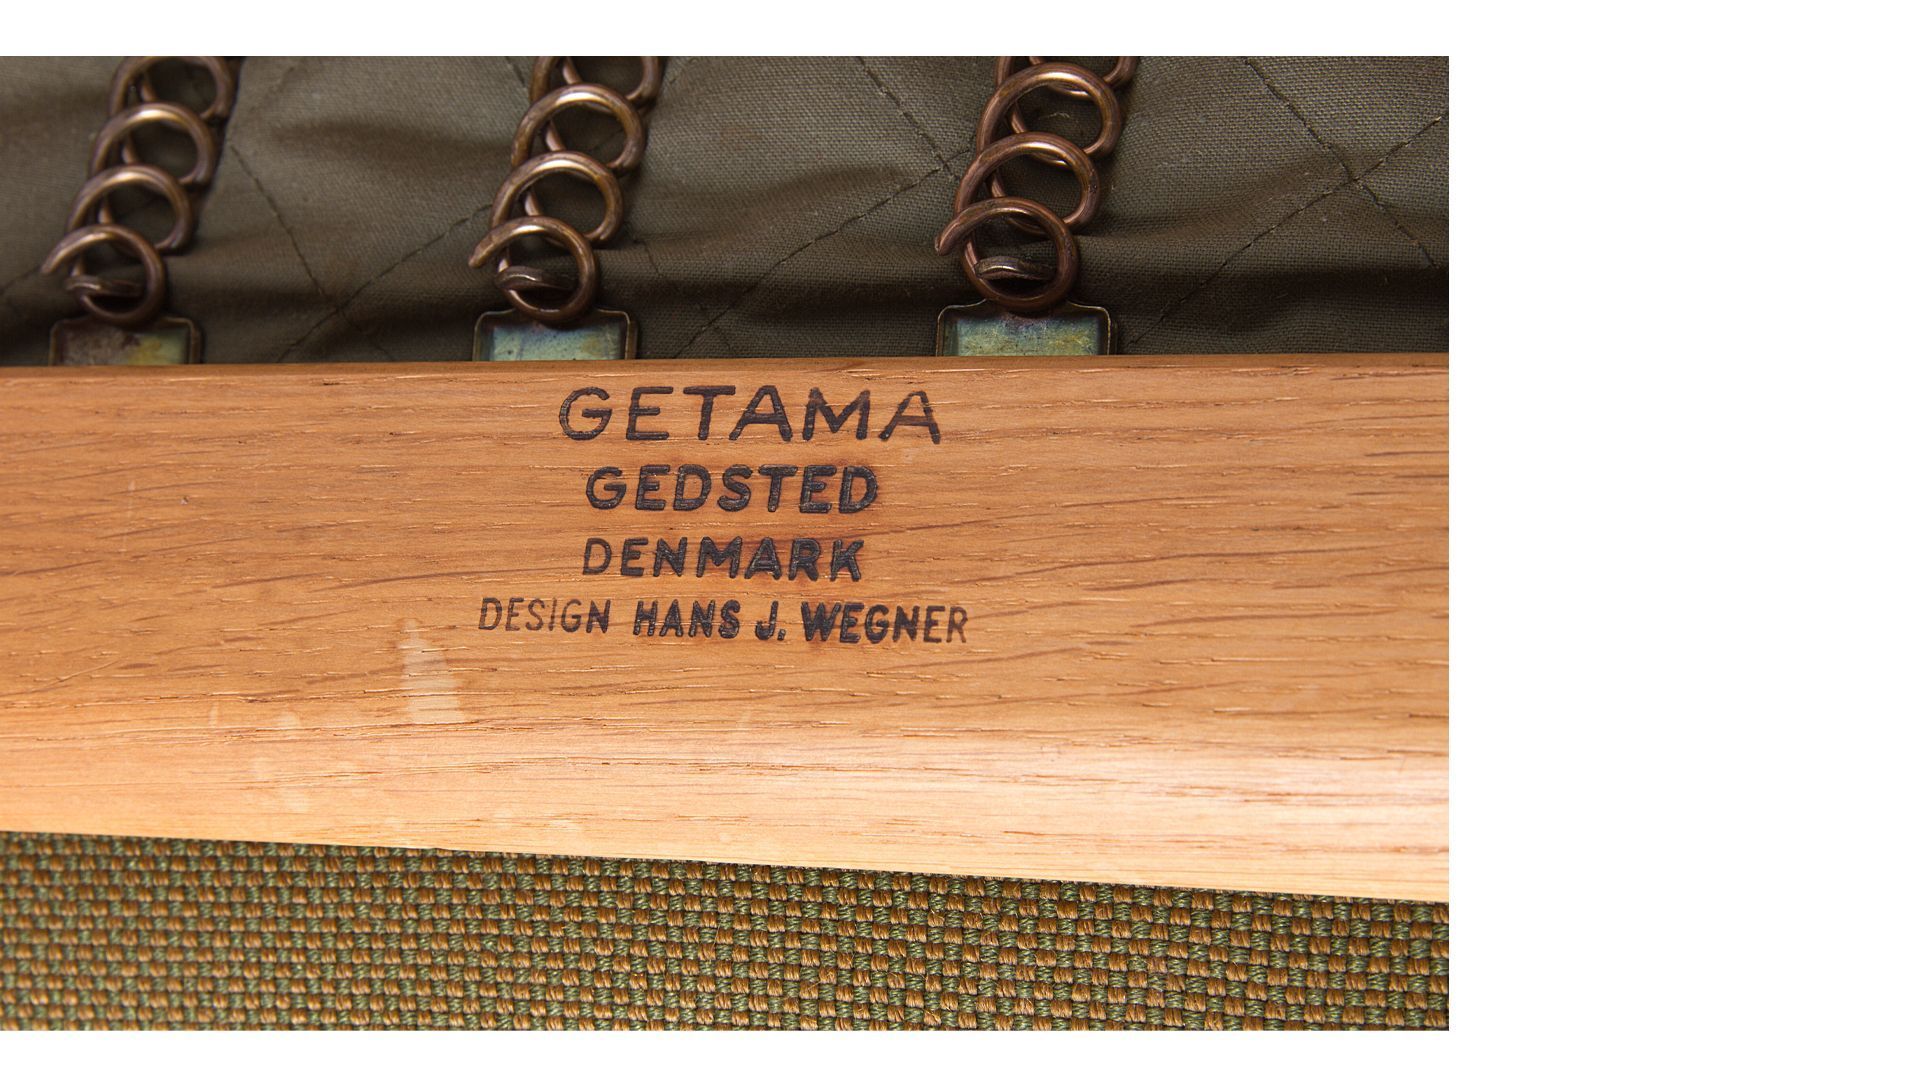 GETAMA
GEDSTED
DENMARK
DESIGN HANS J. WEGNER